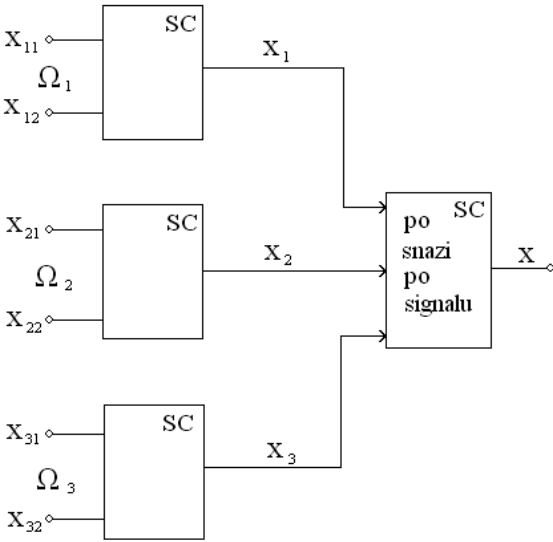 SC
X₁₁
Ω₁
X₁₂
X₁
SC
X₂₁
Ω₂
X₂₂
X₂
SC
po
snazi
po
signalu
X
SC
X₃₁
Ω₃
X₃₂
X₃